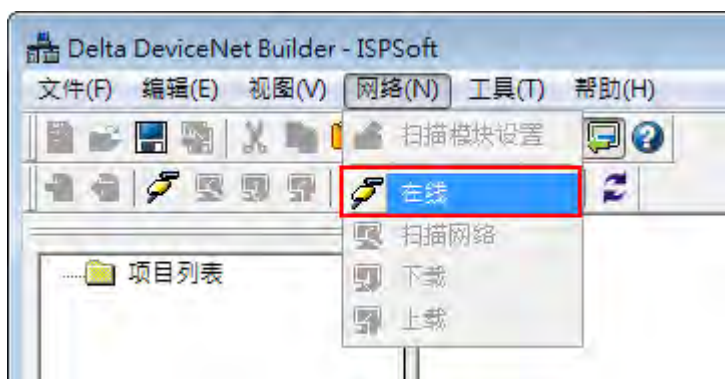 Delta DeviceNet Builder - ISPSoft
文件(F) 编辑(E) 视图(V) 网络(N) 工具(T) 帮助(H)
扫描模块设置
在线
扫描网络
项目列表
下载
上载